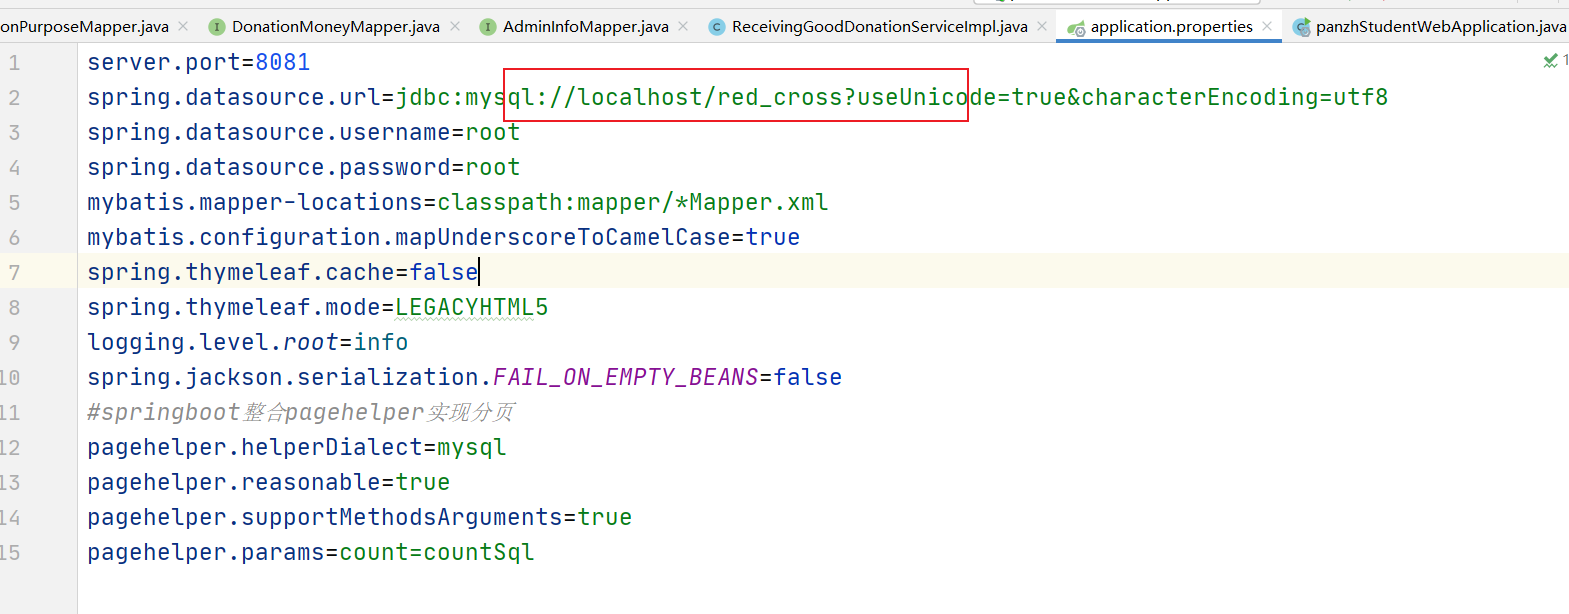 onPurposeMapper.java DonationMoneyMapper.java AdminInfoMapper.java ReceivingGoodDonationServiceImpl.java application.properties panzhStudentWebApplication.java
1 server.port=8081
2 spring.datasource.url=jdbc:mysql://localhost/red_cross?useUnicode=true&characterEncoding=utf8
3 spring.datasource.username=root
4 spring.datasource.password=root
5 mybatis.mapper-locations=classpath:mapper/*Mapper.xml
6 mybatis.configuration.mapUnderscoreToCamelCase=true
7 spring.thymeleaf.cache=false
8 spring.thymeleaf.mode=LEGACYHTML5
9 logging.level.root=info
10 spring.jackson.serialization.FAIL_ON_EMPTY_BEANS=false
11 #springboot整合pagehelper实现分页
12 pagehelper.helperDialect=mysql
13 pagehelper.reasonable=true
14 pagehelper.supportMethodsArguments=true
15 pagehelper.params=count=countSql